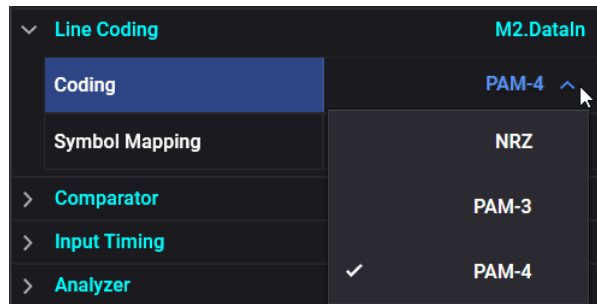 Line Coding M2.DataIn
Coding PAM-4
Symbol Mapping NRZ
Comparator PAM-3
Input Timing
Analyzer PAM-4